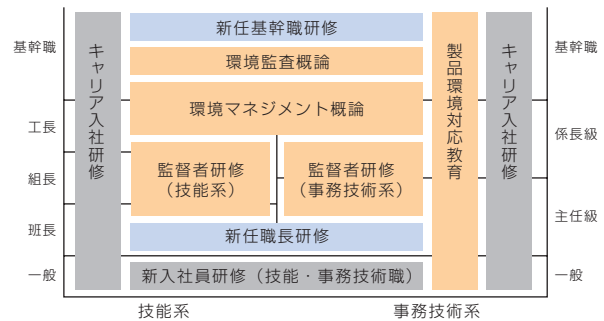 基幹職
工長
組長
班長
一般
キャリア入社研修
新任基幹職研修
環境監査概論
環境マネジメント概論
監督者研修
（技能系）
監督者研修
（事務技術系）
新任職長研修
新入社員研修（技能・事務技術職）
製品環境対応教育
キャリア入社研修
基幹職
係長級
主任級
一般
技能系
事務技術系